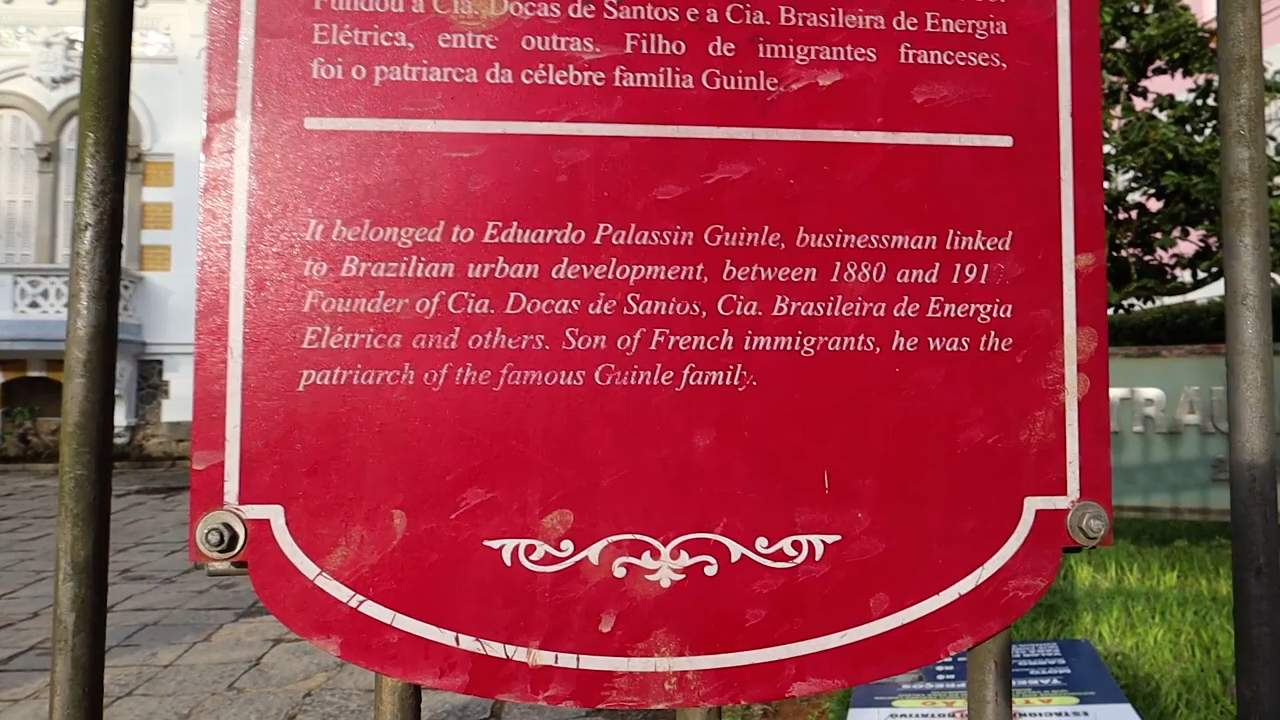 Fundou a Cia. Docas de Santos e a Cia. Brasileira de Energia
Elétrica, entre outras. Filho de imigrantes franceses,
foi o patriarca da célebre família Guinle.
It belonged to Eduardo Palassin Guinle, businessman linked
to Brazilian urban development, between 1880 and
Founder of Cia. Docas de Santos, Cia. Brasileira de Energia
Elétrica and others. Son of French immigrants, he was the
patriarch of the famous Guinle family.